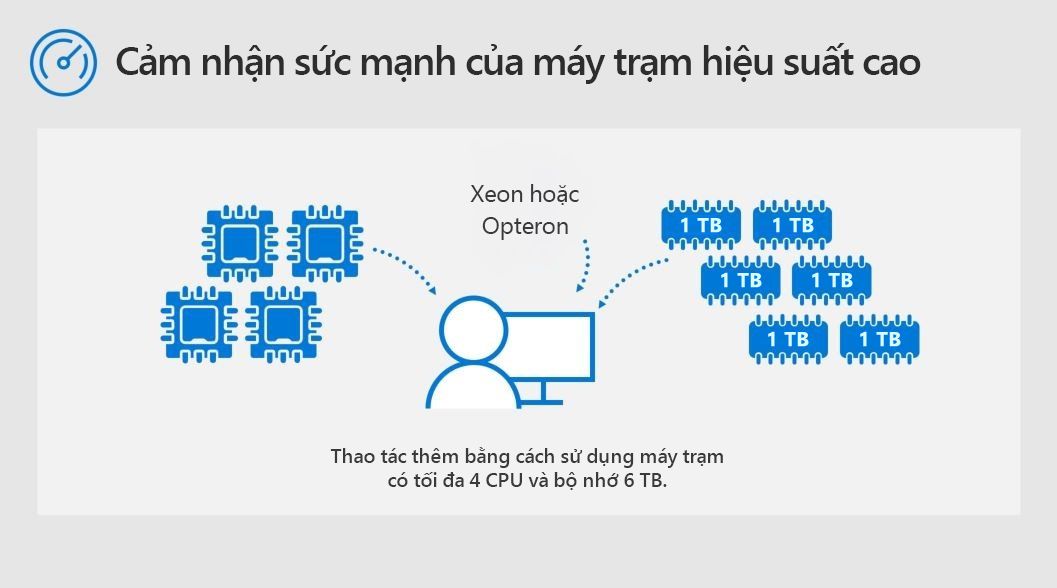 Cảm nhận sức mạnh của máy trạm hiệu suất cao
Xeon hoặc
Opteron
1 TB
1 TB
1 TB
1 TB
1 TB
1 TB
Thao tác thêm bằng cách sử dụng máy trạm
có tối đa 4 CPU và bộ nhớ 6 TB.